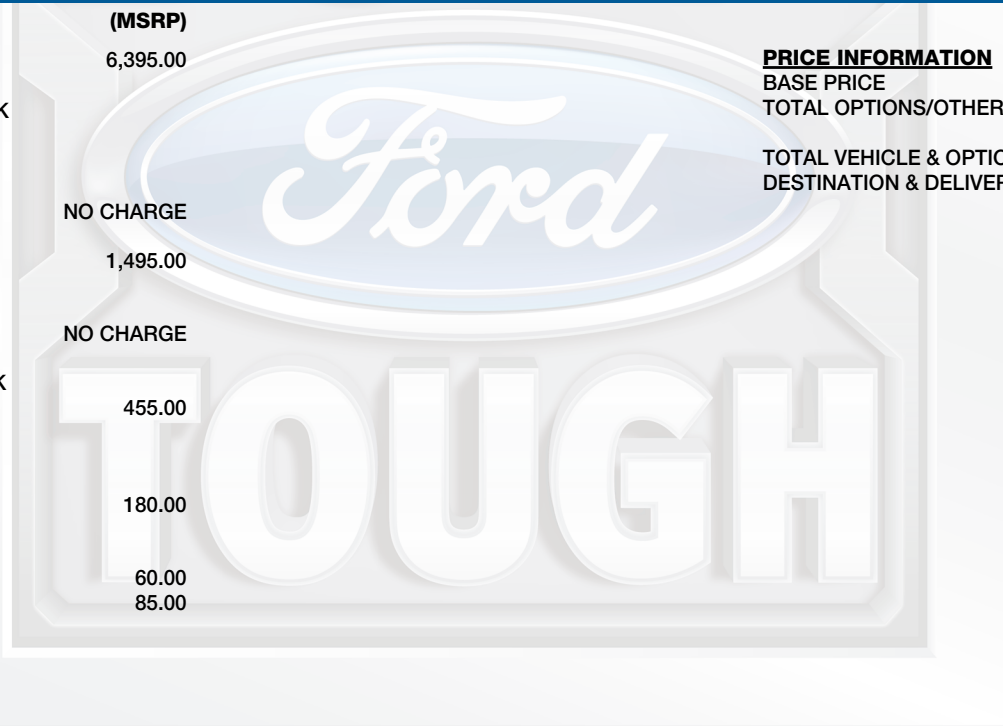 (MSRP)
6,395.00
K
NO CHARGE
1,495.00
NO CHARGE
K
455.00
180.00
60.00
85.00
PRICE INFORMATION
BASE PRICE
TOTAL OPTIONS/OTHER
TOTAL VEHICLE & OPTIO
DESTINATION & DELIVER
Ford
TOUGH